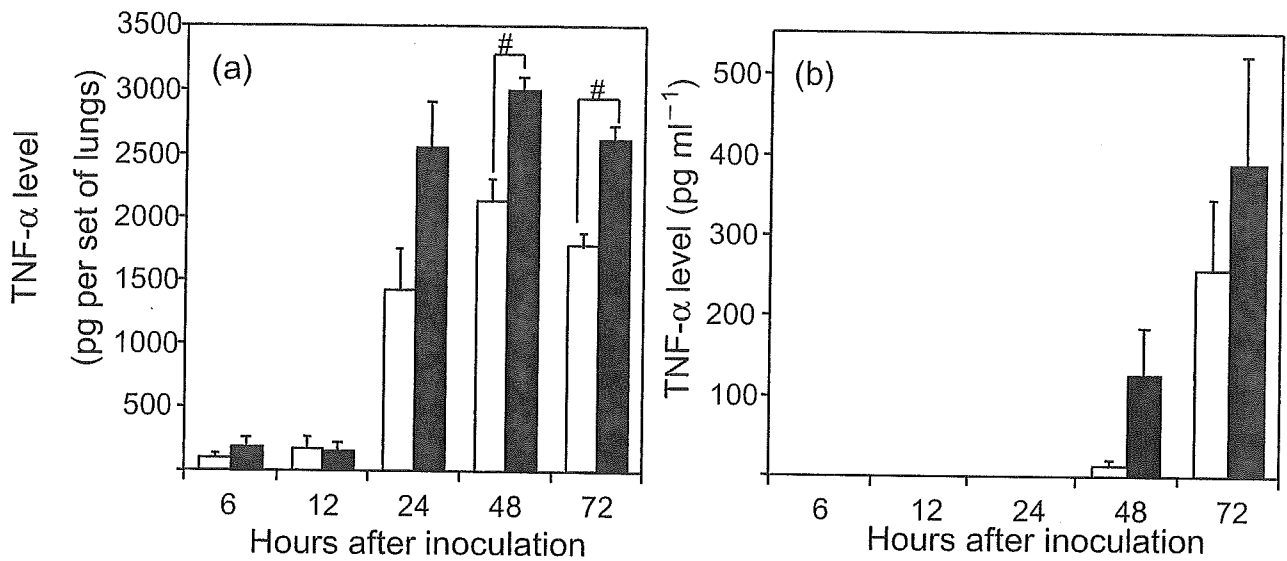 TNF-α level
(pg per set of lungs)
3500
3000
2500
2000
1500
1000
500
(a)
#
#
6 12 24 48 72
Hours after inoculation
TNF-α level (pg ml⁻¹)
500
400
300
200
100
(b)
6 12 24 48 72
Hours after inoculation